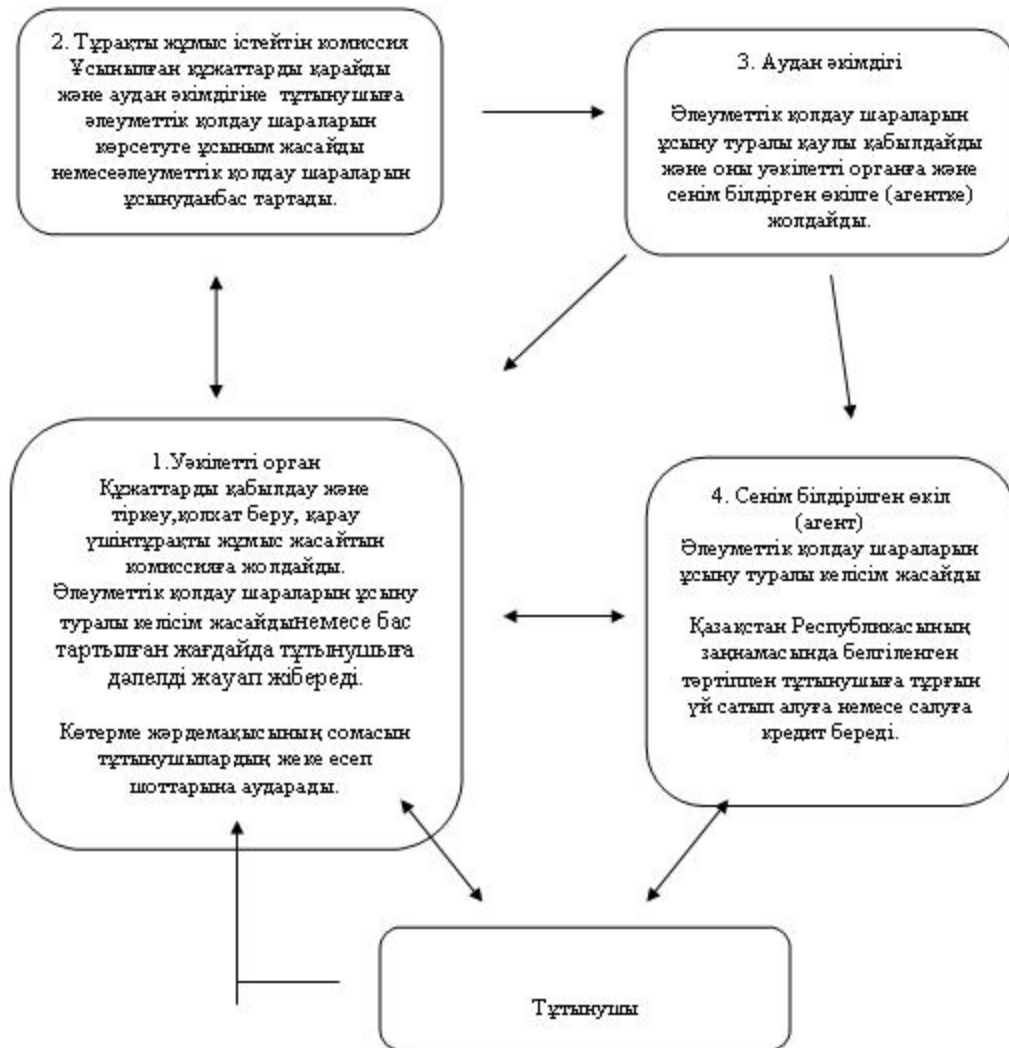 2. Тұрақты жұмыс істейтін комиссия
Ұсынылған құжаттарды қарайды
және аудан әкімдігіне тұтынушыға
әлеуметтік қолдау шараларын
көрсетуге ұсыным жасайды
немесеәлеуметтік қолдау шараларын
ұсынуданбас тартады.
3. Аудан әкімдігі
Әлеуметтік қолдау шараларын
ұсыну туралы қаулы қабылдайды
және оны уәкілетті органға және
сенім білдірген өкілге (агентке)
жолдайды.
1.Уәкілетті орган
Құжаттарды қабылдау және
тіркеу,қолхат беру, қарау
үшінтұрақты жұмыс жасайтын
комиссияға жолдайды.
Әлеуметтік қолдау шараларын ұсыну
туралы келісім жасайдынемесе бас
тартылған жағдайда тұтынушыға
дәлелді жауап жібереді.
Көтерме жәрдемақысының сомасын
тұтынушылардың жеке есеп
шоттарына аударады.
4. Сенім білдірілген өкіл
(агент)
Әлеуметтік қолдау шараларын
ұсыну туралы келісім жасайды
Қазақстан Республикасының
заңнамасында белгіленген
тәртіппен тұтынушыға тұрғын
үй сатып алуға немесе салуға
кредит береді.
Тұтынушы